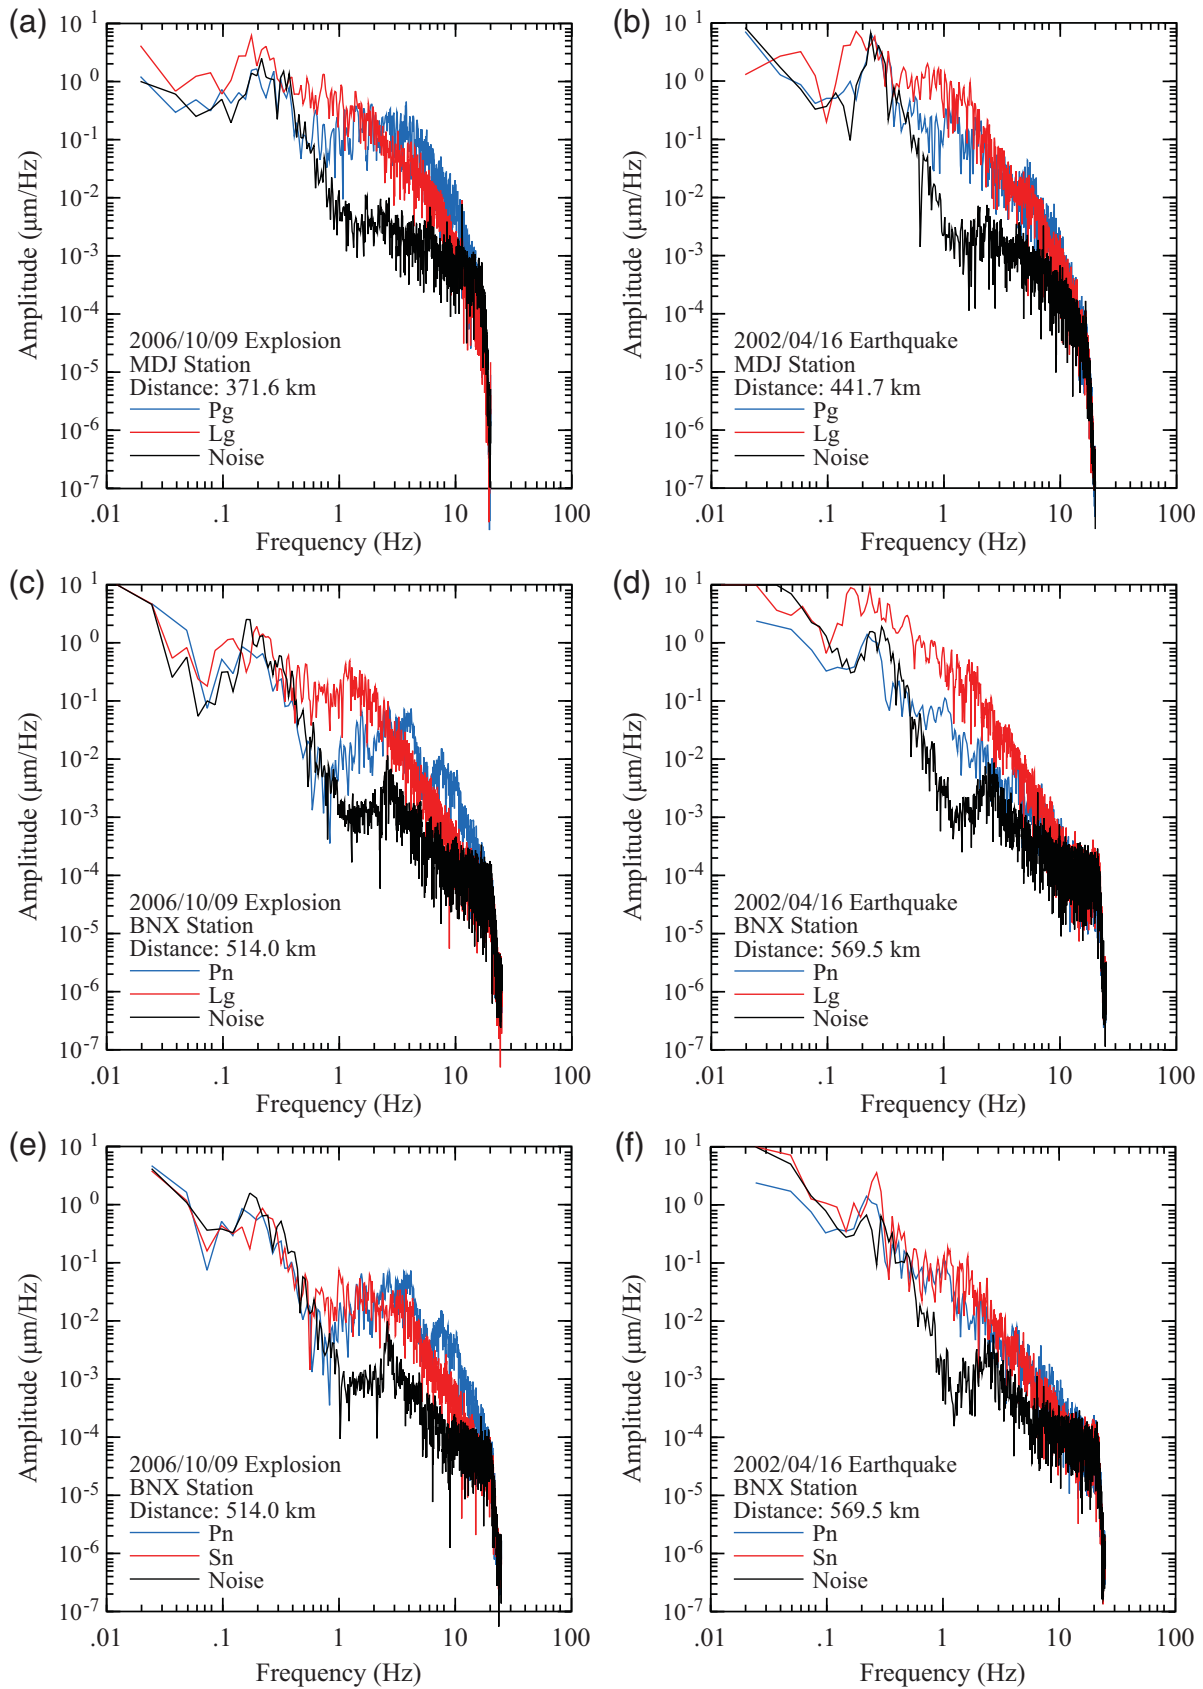 (a)
10 1
10 0
10 -1
10 -2
10 -3
10 -4
10 -5
10 -6
10 -7
Amplitude (μm/Hz)
2006/10/09 Explosion
MDJ Station
Distance: 371.6 km
Pg
Lg
Noise
.01 .1 1 10 100
Frequency (Hz)
(b)
10 1
10 0
10 -1
10 -2
10 -3
10 -4
10 -5
10 -6
10 -7
Amplitude (μm/Hz)
2002/04/16 Earthquake
MDJ Station
Distance: 441.7 km
Pg
Lg
Noise
.01 .1 1 10 100
Frequency (Hz)
(c)
10 1
10 0
10 -1
10 -2
10 -3
10 -4
10 -5
10 -6
10 -7
Amplitude (μm/Hz)
2006/10/09 Explosion
BNX Station
Distance: 514.0 km
Pn
Lg
Noise
.01 .1 1 10 100
Frequency (Hz)
(d)
10 1
10 0
10 -1
10 -2
10 -3
10 -4
10 -5
10 -6
10 -7
Amplitude (μm/Hz)
2002/04/16 Earthquake
BNX Station
Distance: 569.5 km
Pn
Lg
Noise
.01 .1 1 10 100
Frequency (Hz)
(e)
10 1
10 0
10 -1
10 -2
10 -3
10 -4
10 -5
10 -6
10 -7
Amplitude (μm/Hz)
2006/10/09 Explosion
BNX Station
Distance: 514.0 km
Pn
Sn
Noise
.01 .1 1 10 100
Frequency (Hz)
(f)
10 1
10 0
10 -1
10 -2
10 -3
10 -4
10 -5
10 -6
10 -7
Amplitude (μm/Hz)
2002/04/16 Earthquake
BNX Station
Distance: 569.5 km
Pn
Sn
Noise
.01 .1 1 10 100
Frequency (Hz)